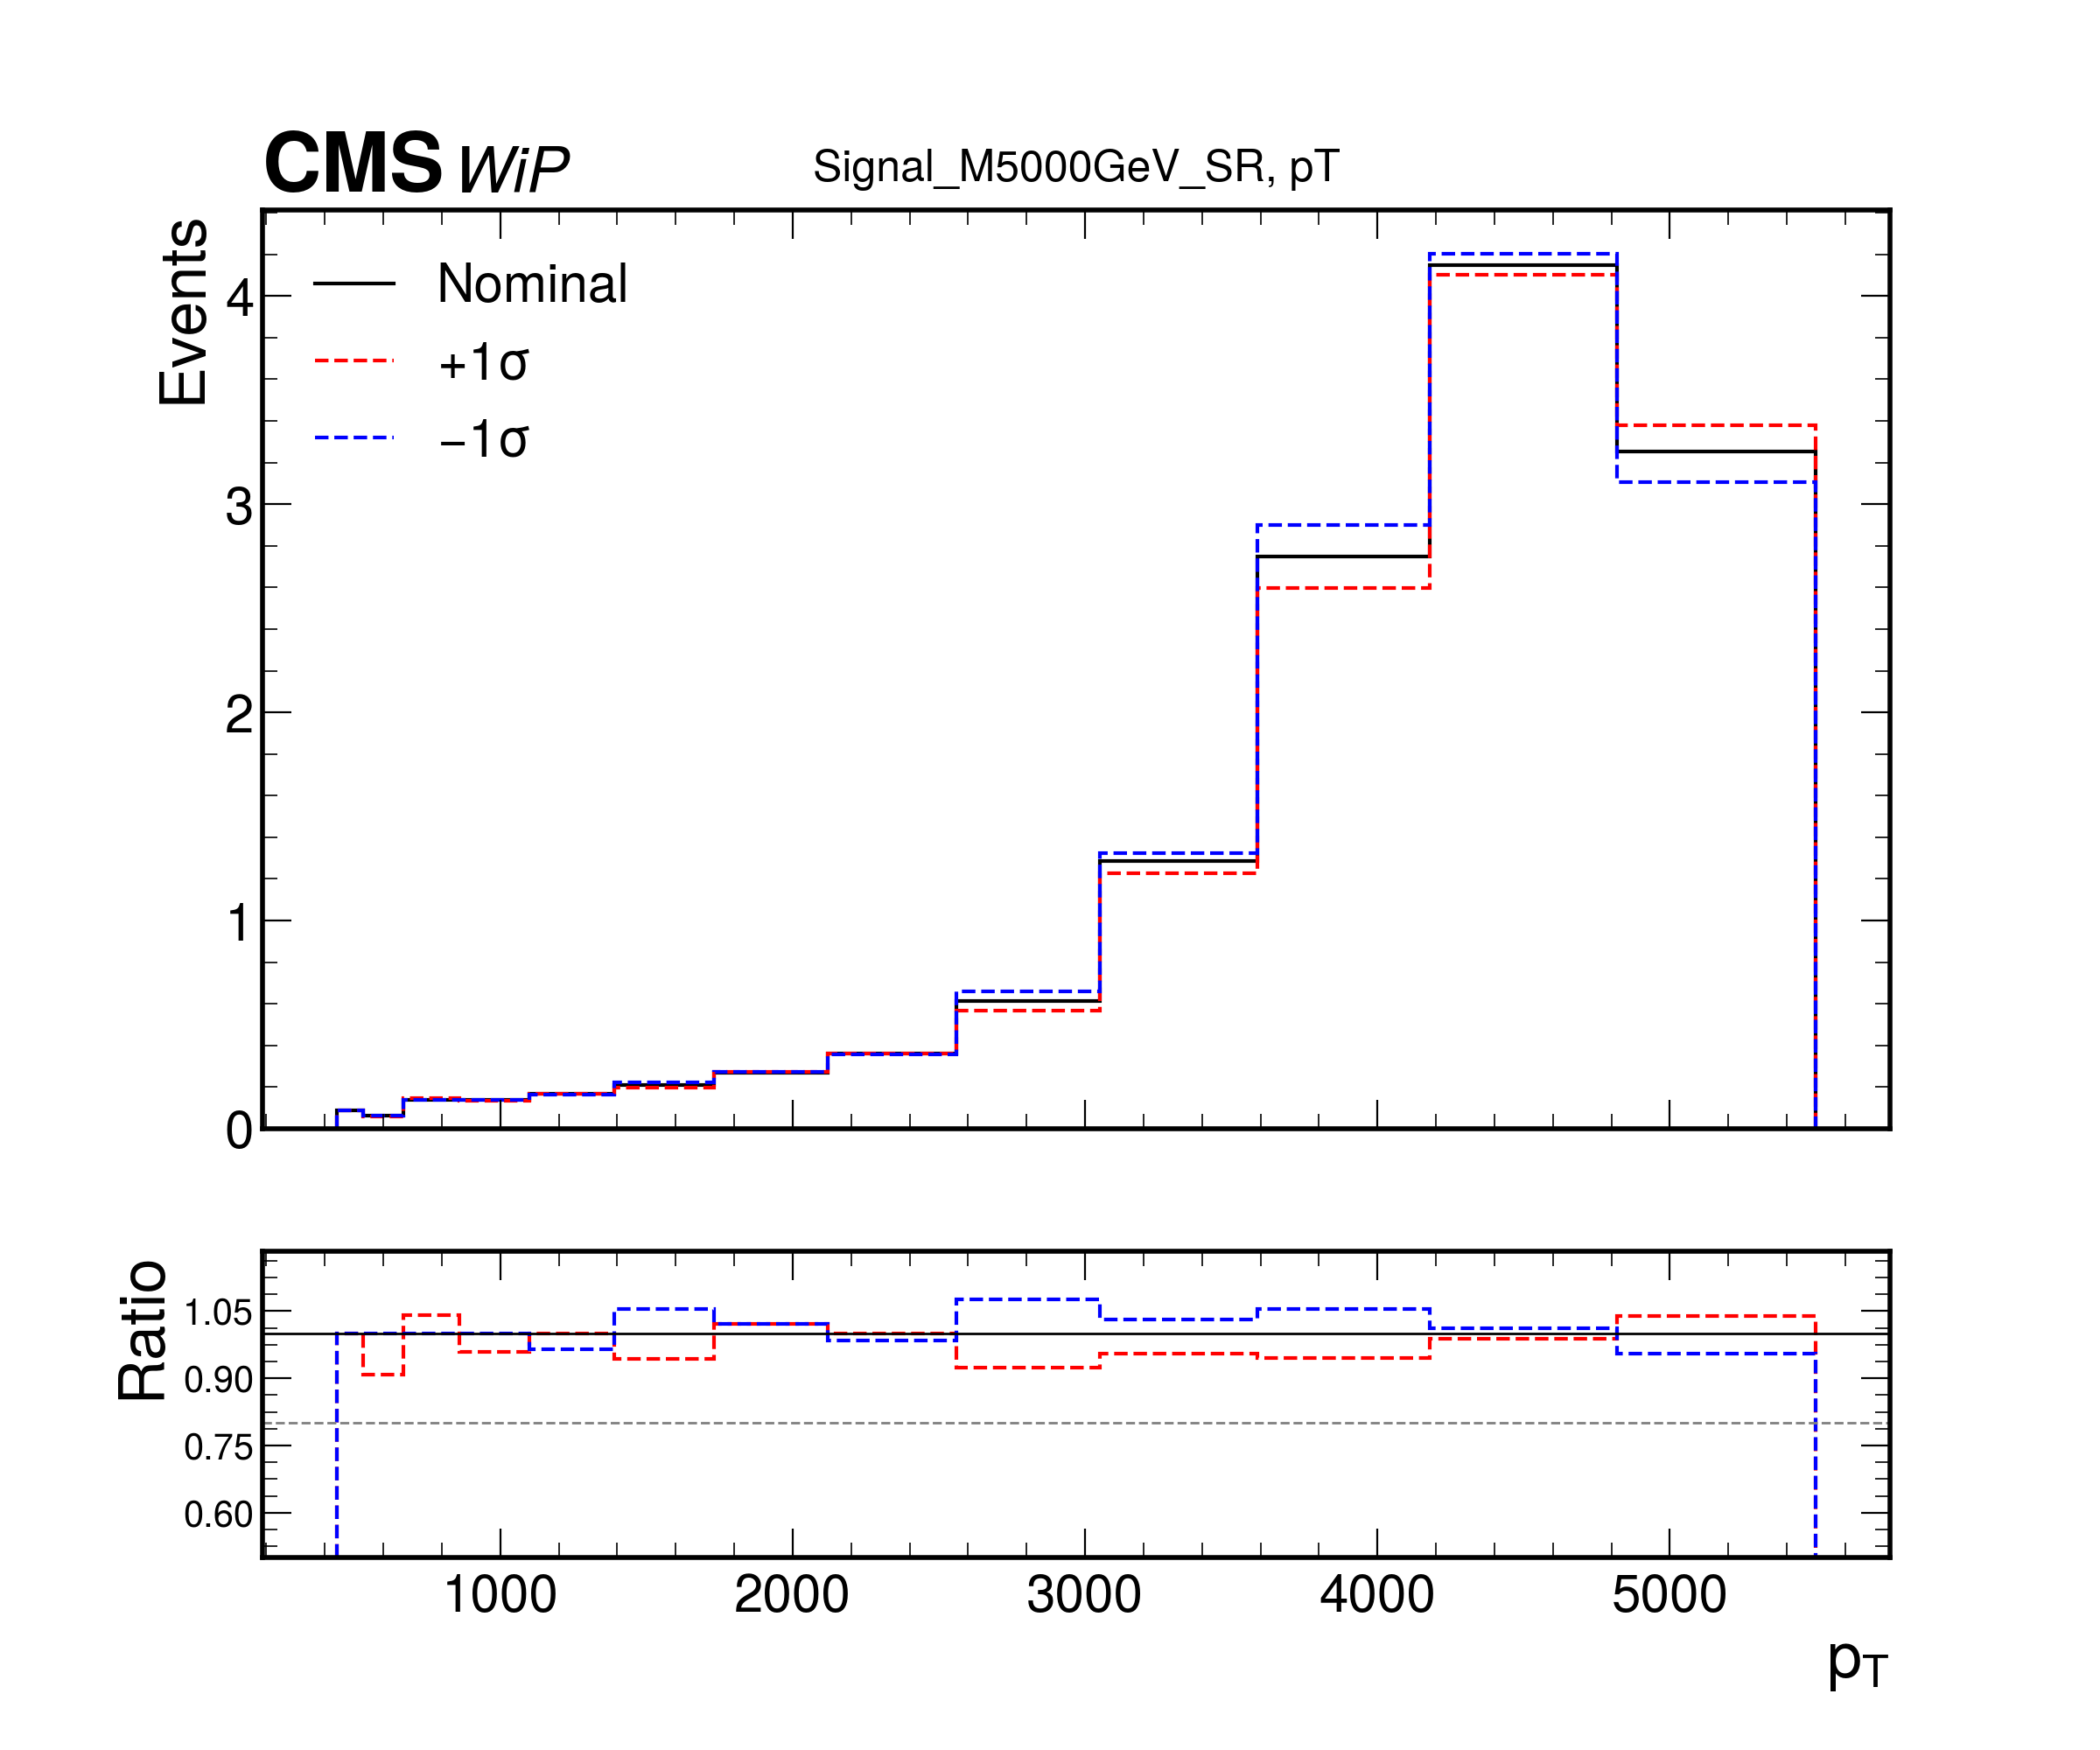 CMS WiP
Signal_M5000GeV_SR, pT
Events
Nominal
+1σ
−1σ
4
3
2
1
0
Ratio
1.05
0.90
0.75
0.60
1000 2000 3000 4000 5000
pT